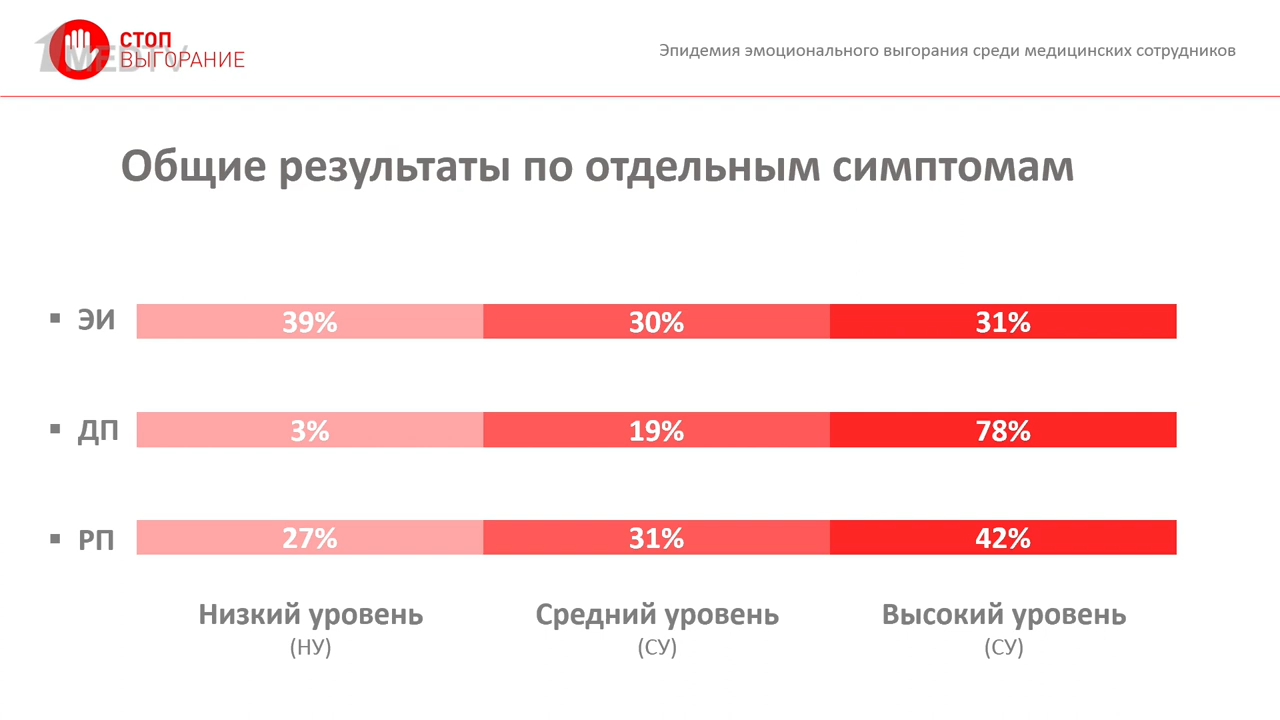 СТОП
ВЫГОРАНИЕ
1MEDTV
Эпидемия эмоционального выгорания среди медицинских сотрудников
Общие результаты по отдельным симптомам
▪ ЭИ 39% 30% 31%
▪ ДП 3% 19% 78%
▪ РП 27% 31% 42%
Низкий уровень Средний уровень Высокий уровень
(НУ) (СУ) (СУ)